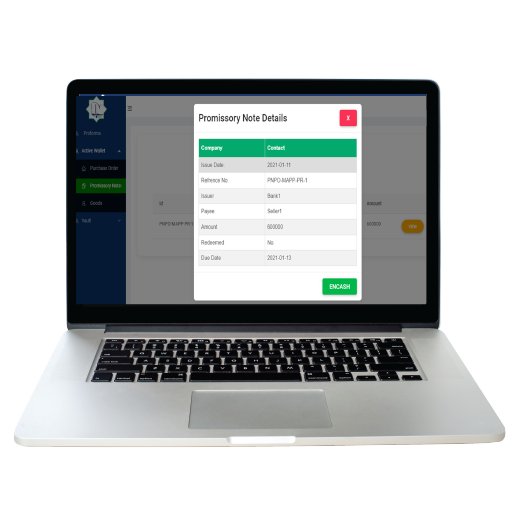 Promissory Note Details
X
Company Contact
Issue Date 2021-01-11
Refrence No PNPO-MAPP-PR-1
Issuer Bank1
Payee Seller1
Amount 600000
Redeemed No
Due Date 2021-01-13
ENCASH
Proforma
Active Wallet
Purchase Order
Promissory Note
Goods
Vault
Id
Amount
PNPO-MAPP-PR-1
600000
View